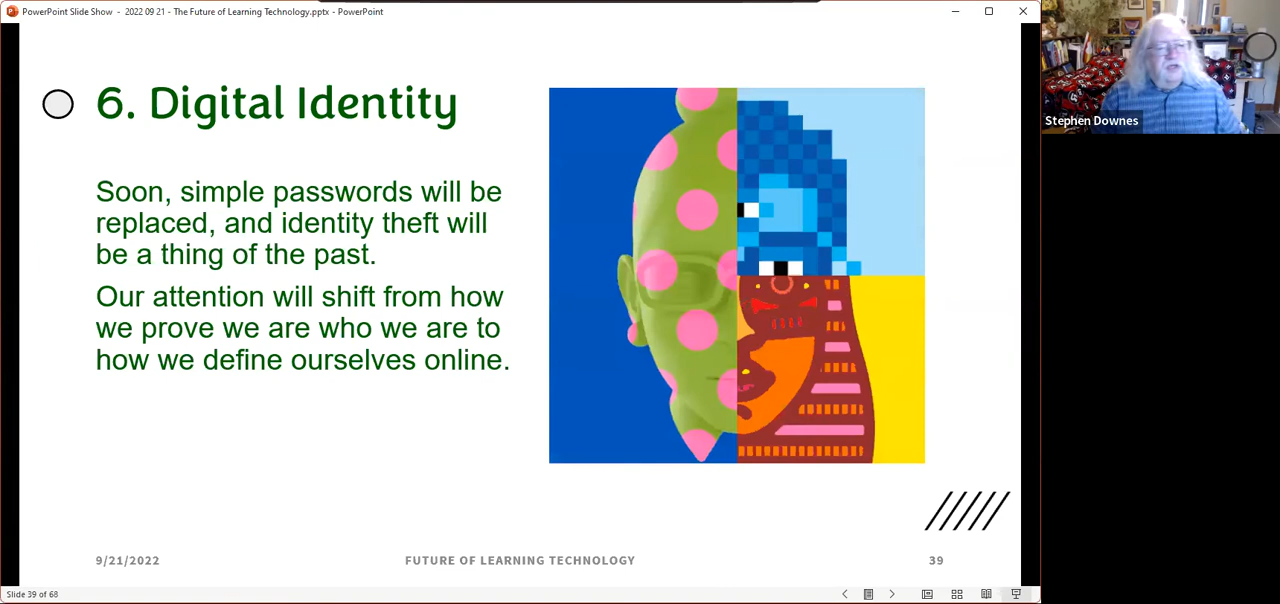 PowerPoint Slide Show - 2022 09 21 - The Future of Learning Technology.pptx - PowerPoint
Stephen Downes
6. Digital Identity
Soon, simple passwords will be
replaced, and identity theft will
be a thing of the past.
Our attention will shift from how
we prove we are who we are to
how we define ourselves online.
9/21/2022
FUTURE OF LEARNING TECHNOLOGY
39
Slide 39 of 68